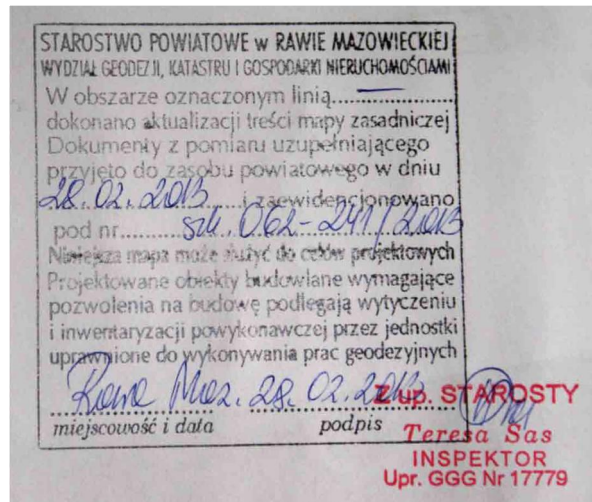 STAROSTWO POWIATOWE w RAWIE MAZOWIECKIEJ
WYDZIAŁ GEODEZJI, KATASTRU I GOSPODARKI NIERUCHOMOŚCIAMI
W obszarze oznaczonym linią.......... —
dokonano aktualizacji treści mapy zasadniczej
Dokumenty z pomiaru uzupełniającego
przyjęto do zasobu powiatowego w dniu
28.02.2013 i zaewidencjonowano
pod nr.......... 062-241/2013
Niniejsza mapa może służyć do celów projektowych
Projektowane obiekty budowlane wymagające
pozwolenia na budowę podlegają wytyczeniu
i inwentaryzacji powykonawczej przez jednostki
uprawnione do wykonywania prac geodezyjnych
Rawa Maz. 28.02.2013
Z up. STAROSTY
miejscowość i data podpis
Teresa Sas
INSPEKTOR
Upr. GGG Nr 17779